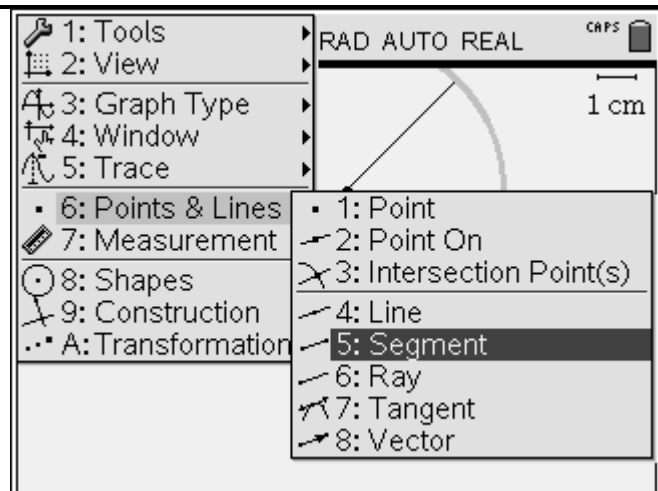 1: Tools
2: View
3: Graph Type
4: Window
5: Trace
6: Points & Lines
7: Measurement
8: Shapes
9: Construction
A: Transformation
RAD AUTO REAL
CAPS
1 cm
1: Point
2: Point On
3: Intersection Point(s)
4: Line
5: Segment
6: Ray
7: Tangent
8: Vector